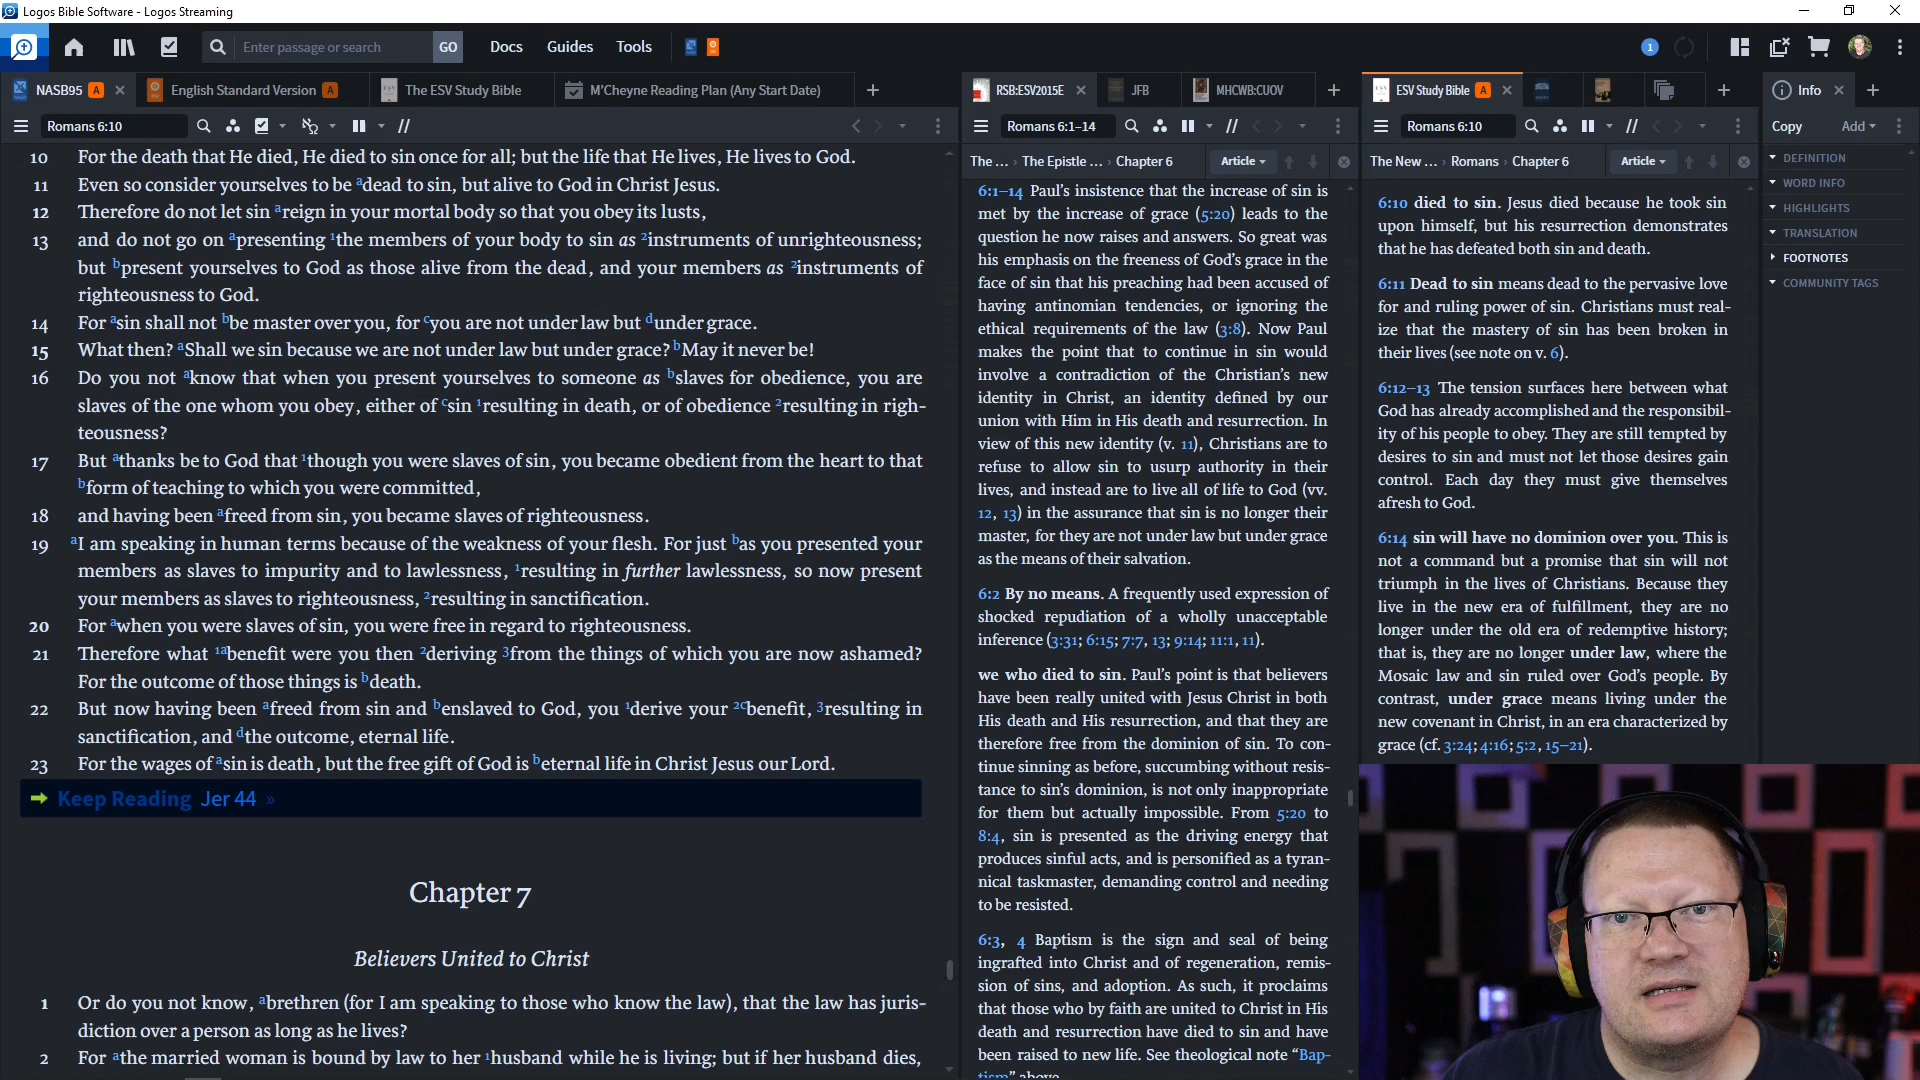 Logos Bible Software - Logos Streaming
Enter passage or search
GO
Docs
Guides
Tools
1
NASB95 A
English Standard Version A
The ESV Study Bible
M'Cheyne Reading Plan (Any Start Date)
Romans 6:10
10 For the death that He died, He died to sin once for all; but the life that He lives, He lives to God.
11 Even so consider yourselves to be adead to sin, but alive to God in Christ Jesus.
12 Therefore do not let sin areign in your mortal body so that you obey its lusts,
13 and do not go on apresenting 1the members of your body to sin as 2instruments of unrighteousness;
but bpresent yourselves to God as those alive from the dead, and your members as 2instruments of
righteousness to God.
14 For asin shall not bbe master over you, for cyou are not under law but dunder grace.
15 What then? aShall we sin because we are not under law but under grace? bMay it never be!
16 Do you not aknow that when you present yourselves to someone as bslaves for obedience, you are
slaves of the one whom you obey, either of csin 1resulting in death, or of obedience 2resulting in righ-
teousness?
17 But athanks be to God that 1though you were slaves of sin, you became obedient from the heart to that
bform of teaching to which you were committed,
18 and having been afreed from sin, you became slaves of righteousness.
19 aI am speaking in human terms because of the weakness of your flesh. For just bas you presented your
members as slaves to impurity and to lawlessness, 1resulting in further lawlessness, so now present
your members as slaves to righteousness, 2resulting in sanctification.
20 For awhen you were slaves of sin, you were free in regard to righteousness.
21 Therefore what 1abenefit were you then 2deriving 3from the things of which you are now ashamed?
For the outcome of those things is bdeath.
22 But now having been afreed from sin and benslaved to God, you 1derive your 2cbenefit, 3resulting in
sanctification, and dthe outcome, eternal life.
23 For the wages of asin is death, but the free gift of God is beternal life in Christ Jesus our Lord.
Keep Reading Jer 44 »
Chapter 7
Believers United to Christ
1 Or do you not know, abrethren (for I am speaking to those who know the law), that the law has juris-
diction over a person as long as he lives?
2 For athe married woman is bound by law to her 1husband while he is living; but if her husband dies,
RSB:ESV2015E
JFB
MHCWB:CUOV
Romans 6:1–14
The ... › The Epistle ... › Chapter 6
Article
6:1–14 Paul's insistence that the increase of sin is
met by the increase of grace (5:20) leads to the
question he now raises and answers. So great was
his emphasis on the freeness of God's grace in the
face of sin that his preaching had been accused of
having antinomian tendencies, or ignoring the
ethical requirements of the law (3:8). Now Paul
makes the point that to continue in sin would
involve a contradiction of the Christian's new
identity in Christ, an identity defined by our
union with Him in His death and resurrection. In
view of this new identity (v. 11), Christians are to
refuse to allow sin to usurp authority in their
lives, and instead are to live all of life to God (vv.
12, 13) in the assurance that sin is no longer their
master, for they are not under law but under grace
as the means of their salvation.
6:2 By no means. A frequently used expression of
shocked repudiation of a wholly unacceptable
inference (3:31; 6:15; 7:7, 13; 9:14; 11:1, 11).
we who died to sin. Paul's point is that believers
have been really united with Jesus Christ in both
His death and His resurrection, and that they are
therefore free from the dominion of sin. To con-
tinue sinning as before, succumbing without resis-
tance to sin's dominion, is not only inappropriate
for them but actually impossible. From 5:20 to
8:4, sin is presented as the driving energy that
produces sinful acts, and is personified as a tyran-
nical taskmaster, demanding control and needing
to be resisted.
6:3, 4 Baptism is the sign and seal of being
ingrafted into Christ and of regeneration, remis-
sion of sins, and adoption. As such, it proclaims
that those who by faith are united to Christ in His
death and resurrection have died to sin and have
been raised to new life. See theological note “Bap-
tism” above.
ESV Study Bible A
Romans 6:10
The New ... › Romans › Chapter 6
Article
6:10 died to sin. Jesus died because he took sin
upon himself, but his resurrection demonstrates
that he has defeated both sin and death.
6:11 Dead to sin means dead to the pervasive love
for and ruling power of sin. Christians must real-
ize that the mastery of sin has been broken in
their lives (see note on v. 6).
6:12–13 The tension surfaces here between what
God has already accomplished and the responsibil-
ity of his people to obey. They are still tempted by
desires to sin and must not let those desires gain
control. Each day they must give themselves
afresh to God.
6:14 sin will have no dominion over you. This is
not a command but a promise that sin will not
triumph in the lives of Christians. Because they
live in the new era of fulfillment, they are no
longer under the old era of redemptive history;
that is, they are no longer under law, where the
Mosaic law and sin ruled over God's people. By
contrast, under grace means living under the
new covenant in Christ, in an era characterized by
grace (cf. 3:24; 4:16; 5:2, 15–21).
Info
Copy
Add
DEFINITION
WORD INFO
HIGHLIGHTS
TRANSLATION
FOOTNOTES
COMMUNITY TAGS